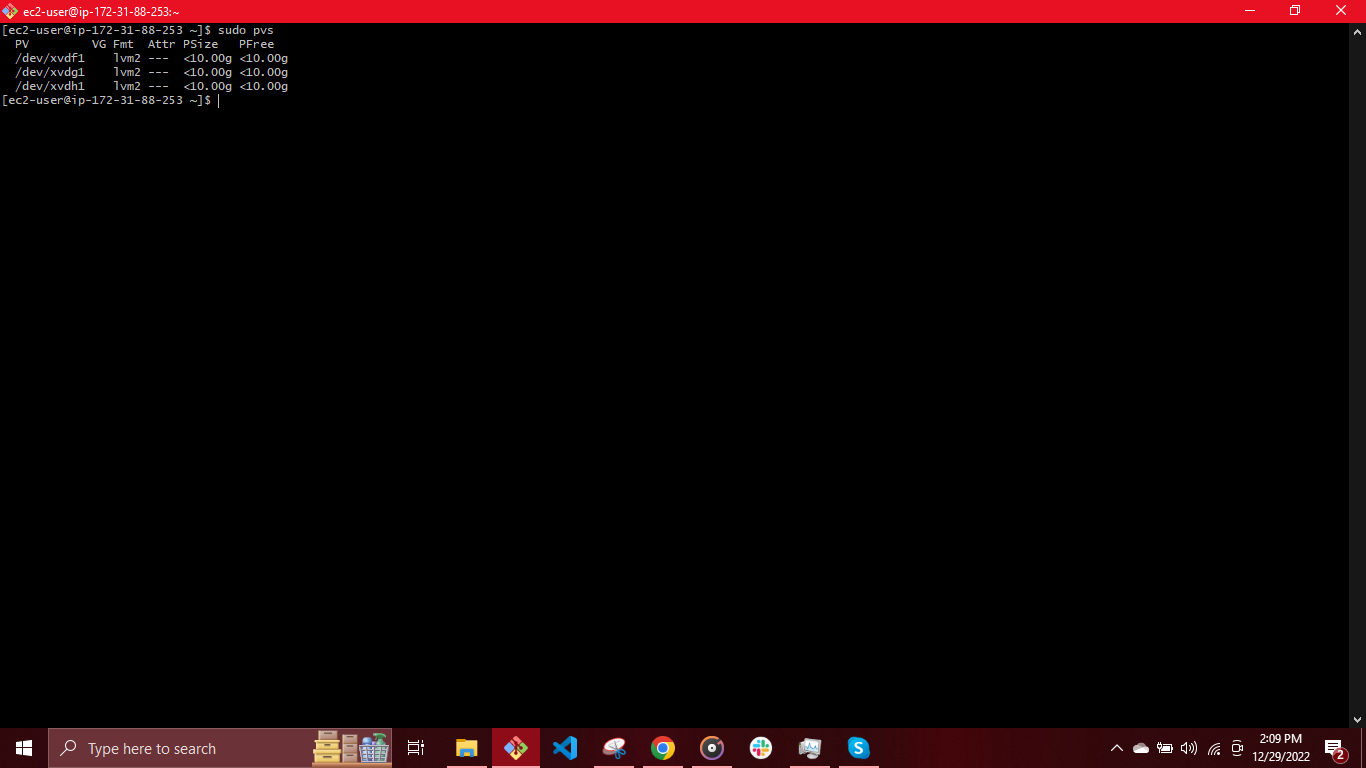 ec2-user@ip-172-31-88-253:~
[ec2-user@ip-172-31-88-253 ~]$ sudo pvs
  PV         VG Fmt  Attr PSize   PFree
  /dev/xvdf1    lvm2 ---  <10.00g <10.00g
  /dev/xvdg1    lvm2 ---  <10.00g <10.00g
  /dev/xvdh1    lvm2 ---  <10.00g <10.00g
[ec2-user@ip-172-31-88-253 ~]$
Type here to search
2:09 PM
12/29/2022
2